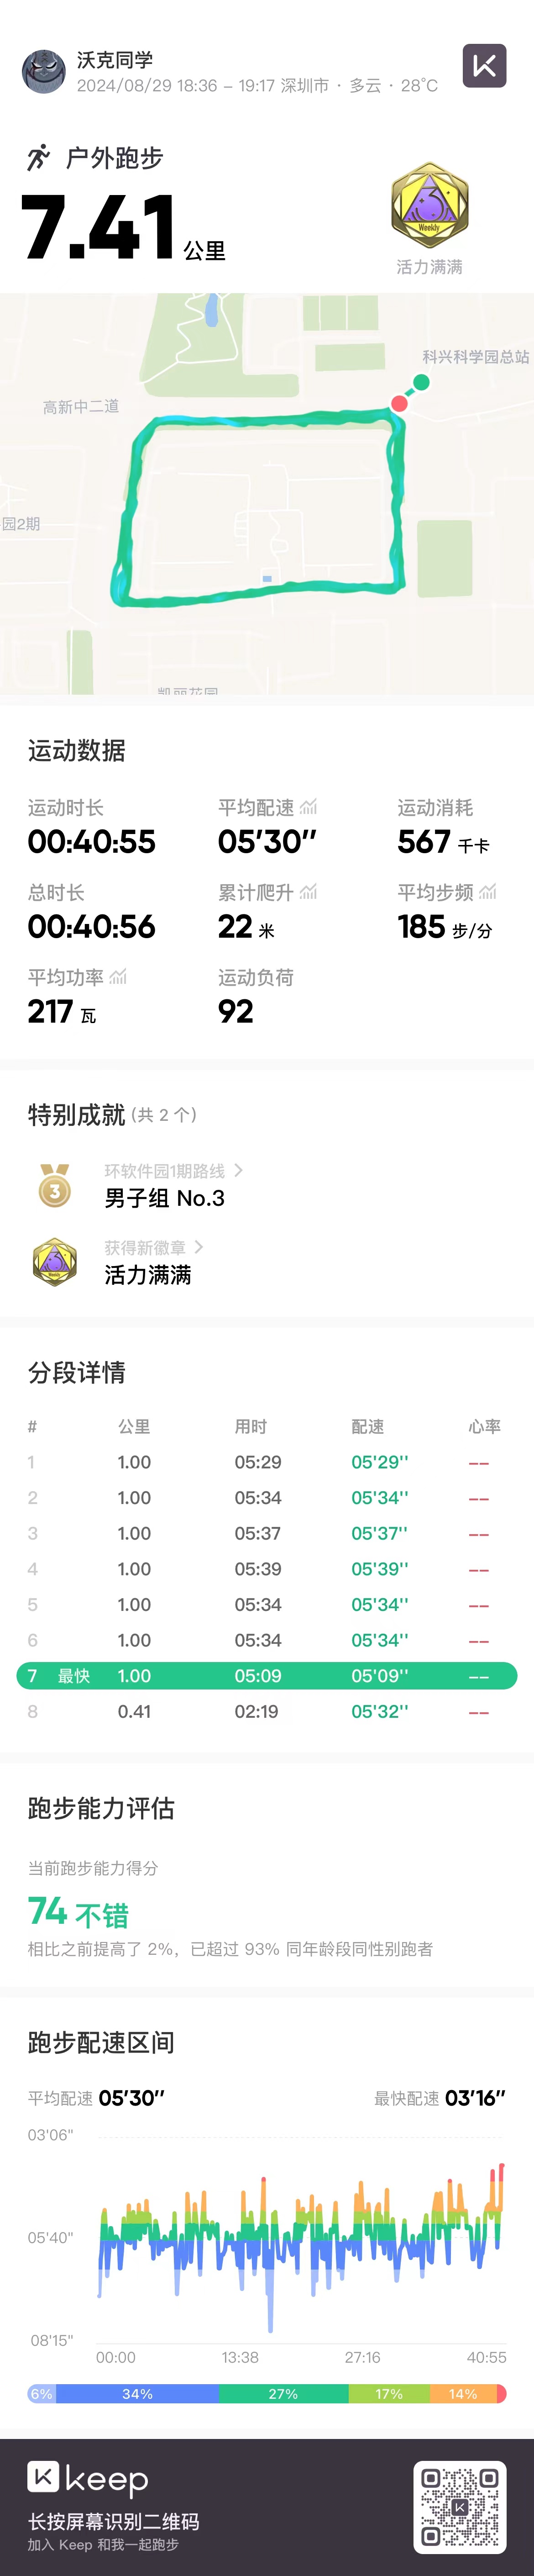 沃克同学
2024/08/29 18:36 – 19:17 深圳市 · 多云 · 28°C
户外跑步
7.41 公里
3
Weekly
活力满满
科兴科学园总站
高新中二道
园2期
凯丽花园
运动数据
运动时长 平均配速 运动消耗
00:40:55 05'30'' 567 千卡
总时长 累计爬升 平均步频
00:40:56 22 米 185 步/分
平均功率 运动负荷
217 瓦 92
特别成就 (共 2 个)
3
环软件园1期路线
男子组 No.3
3
Weekly
获得新徽章
活力满满
分段详情
# 公里 用时 配速 心率
1 1.00 05:29 05'29'' --
2 1.00 05:34 05'34'' --
3 1.00 05:37 05'37'' --
4 1.00 05:39 05'39'' --
5 1.00 05:34 05'34'' --
6 1.00 05:34 05'34'' --
7 最快 1.00 05:09 05'09'' --
8 0.41 02:19 05'32'' --
跑步能力评估
当前跑步能力得分
74 不错
相比之前提高了 2%，已超过 93% 同年龄段同性别跑者
跑步配速区间
平均配速 05'30'' 最快配速 03'16''
03'06"
05'40"
08'15"
00:00 13:38 27:16 40:55
6% 34% 27% 17% 14%
keep
长按屏幕识别二维码
加入 Keep 和我一起跑步